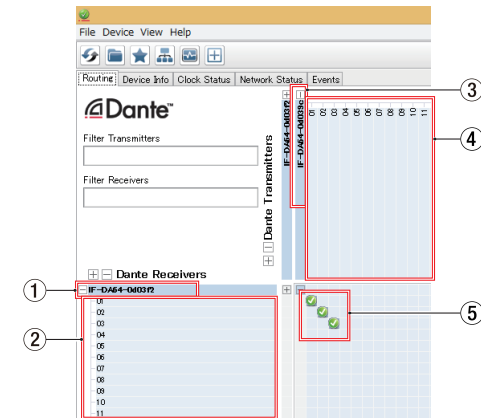 File Device View Help
Routing Device Info Clock Status Network Status Events
Dante™
Filter Transmitters
Filter Receivers
Dante Transmitters
IF-DA64-0d03f2
IF-DA64-0d039c
01 02 03 04 05 06 07 08 09 10 11
③
④
Dante Receivers
① IF-DA64-0d03f2
②
01
02
03
04
05
06
07
08
09
10
11
⑤